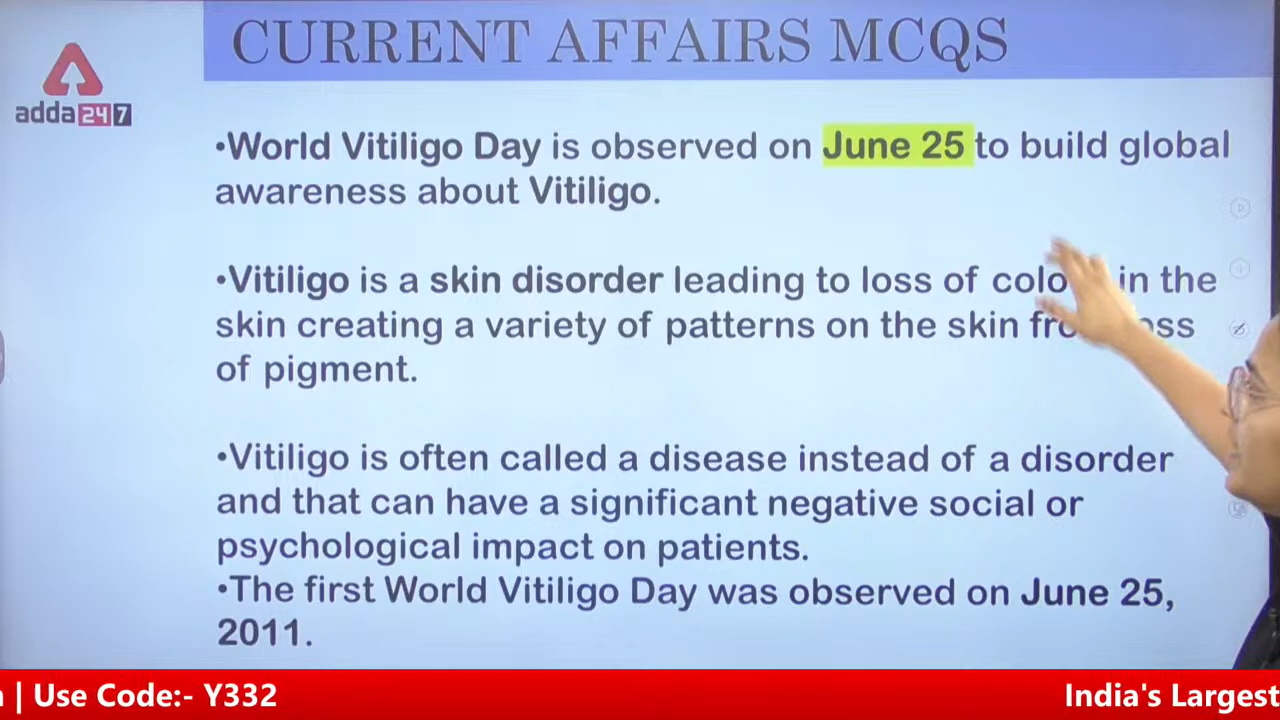 CURRENT AFFAIRS MCQS
adda247
•World Vitiligo Day is observed on June 25 to build global
awareness about Vitiligo.
•Vitiligo is a skin disorder leading to loss of in the
skin creating a variety of patterns on the skin
of pigment.
•Vitiligo is often called a disease instead of a disorder
and that can have a significant negative social or
psychological impact on patients.
•The first World Vitiligo Day was observed on June 25,
2011.
| Use Code:- Y332
India's Largest